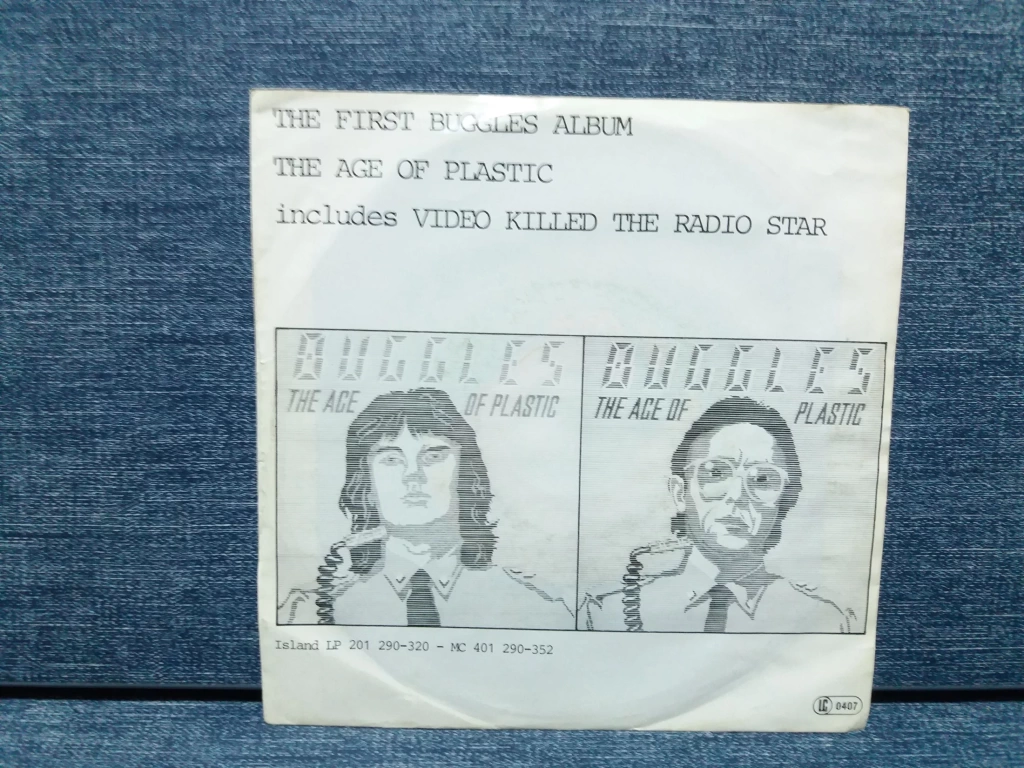 THE FIRST BUGGLES ALBUM
THE AGE OF PLASTIC
includes VIDEO KILLED THE RADIO STAR
BUGGLES
THE AGE OF PLASTIC
BUGGLES
THE AGE OF PLASTIC
Island LP 201 290-320 - MC 401 290-352
LC 0407